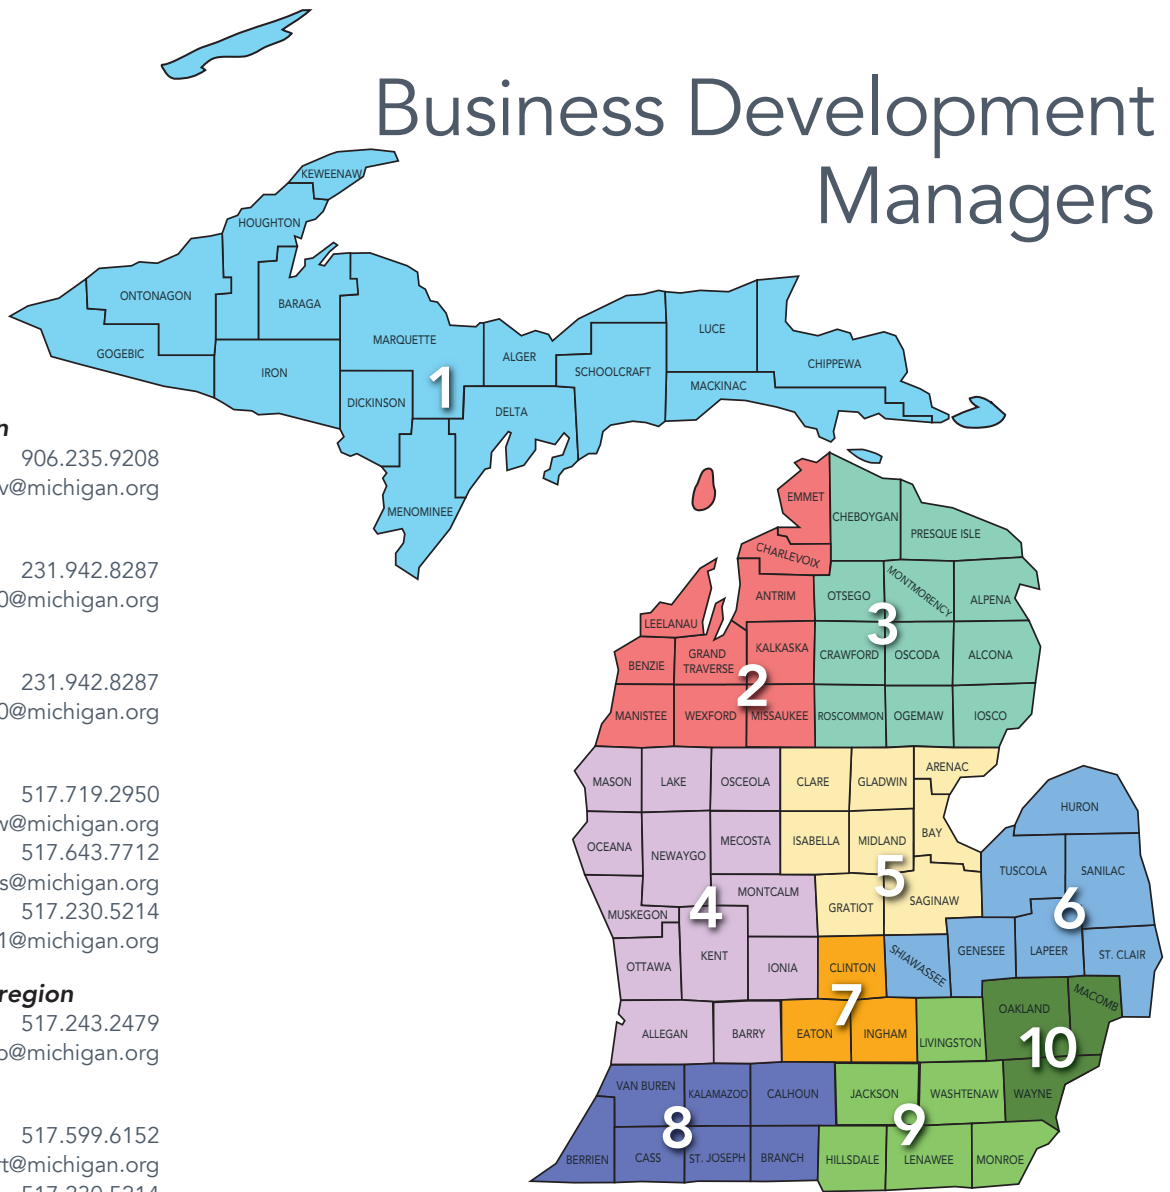 Business Development
Managers
n
906.235.9208
v@michigan.org
231.942.8287
0@michigan.org
231.942.8287
0@michigan.org
517.719.2950
w@michigan.org
517.643.7712
s@michigan.org
517.230.5214
1@michigan.org
region
517.243.2479
o@michigan.org
517.599.6152
rt@michigan.org
517.230.5214
KEWEENAW
HOUGHTON
ONTONAGON
BARAGA
GOGEBIC
IRON
MARQUETTE
DICKINSON
1
MENOMINEE
ALGER
DELTA
SCHOOLCRAFT
LUCE
MACKINAC
CHIPPEWA
EMMET
CHARLEVOIX
ANTRIM
LEELANAU
BENZIE
GRAND
TRAVERSE
KALKASKA
2
MANISTEE
WEXFORD
MISSAUKEE
CHEBOYGAN
PRESQUE ISLE
OTSEGO
MONTMORENCY
ALPENA
3
CRAWFORD
OSCODA
ALCONA
ROSCOMMON
OGEMAW
IOSCO
MASON
LAKE
OSCEOLA
OCEANA
NEWAYGO
MECOSTA
MUSKEGON
4
MONTCALM
OTTAWA
KENT
IONIA
ALLEGAN
BARRY
CLARE
GLADWIN
ARENAC
ISABELLA
MIDLAND
BAY
5
GRATIOT
SAGINAW
HURON
TUSCOLA
SANILAC
6
SHIAWASSEE
GENESEE
LAPEER
ST. CLAIR
CLINTON
7
EATON
INGHAM
LIVINGSTON
OAKLAND
MACOMB
10
WAYNE
VAN BUREN
KALAMAZOO
CALHOUN
8
BERRIEN
CASS
ST. JOSEPH
BRANCH
JACKSON
WASHTENAW
9
HILLSDALE
LENAWEE
MONROE